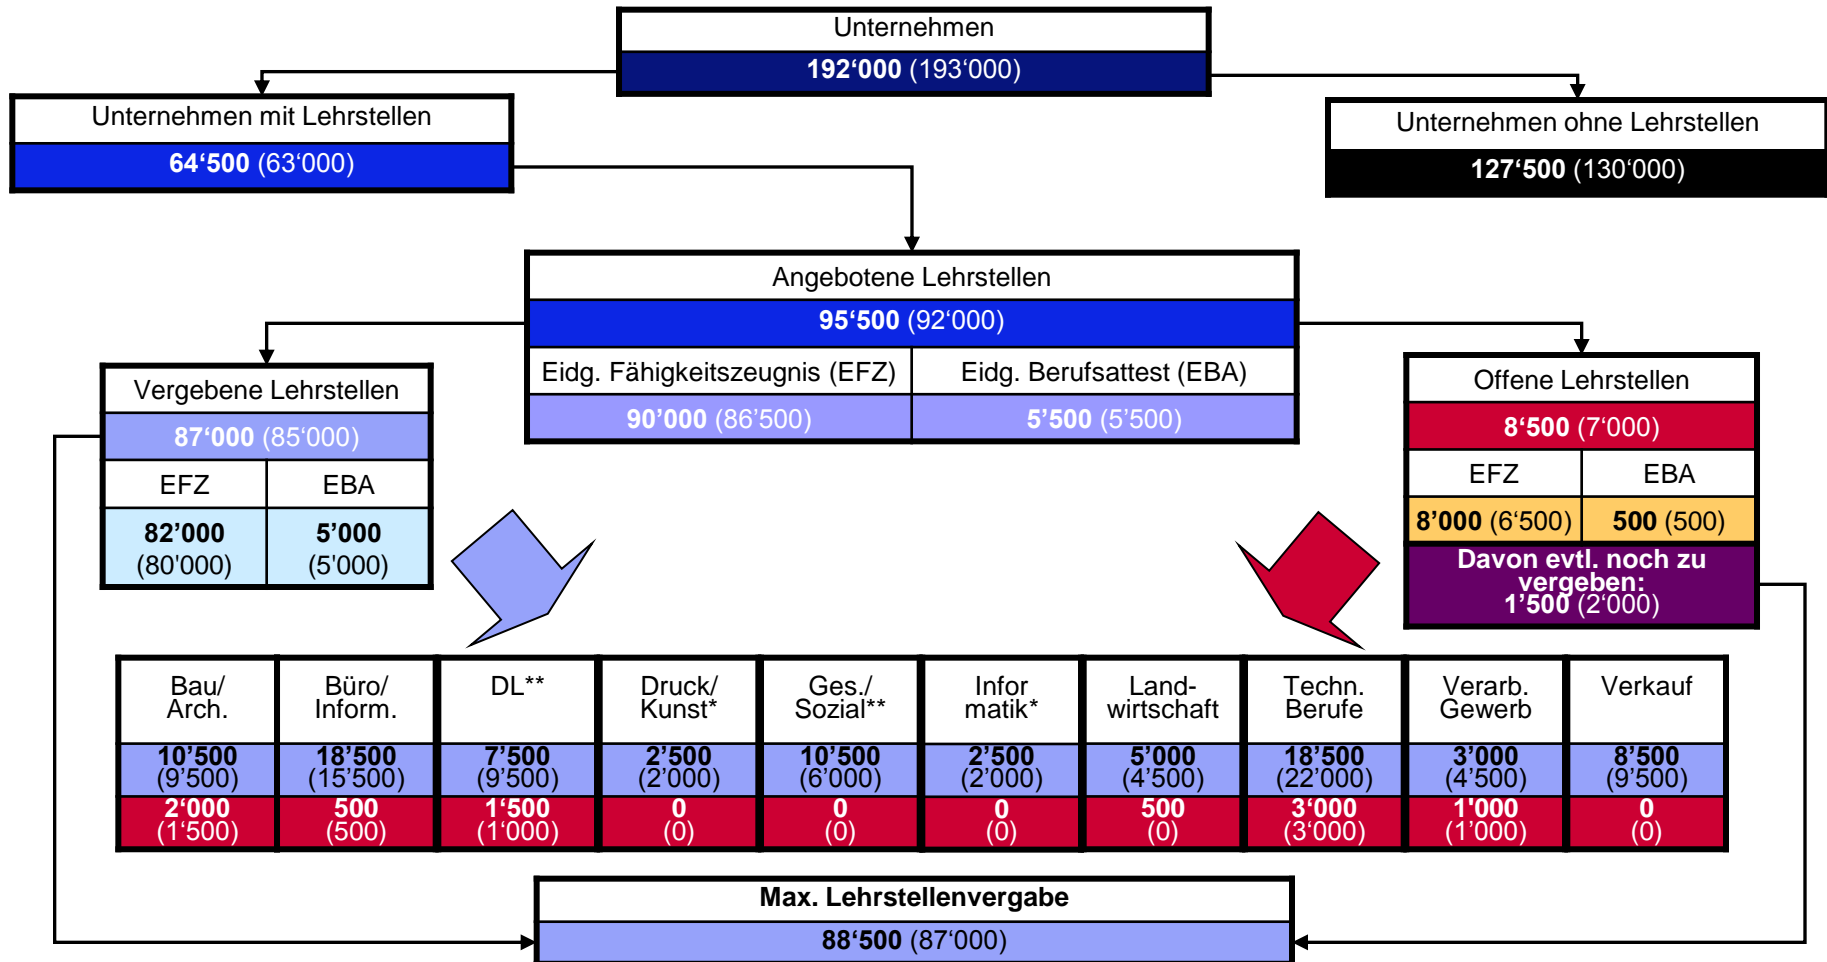 Unternehmen
192‘000 (193‘000)
Unternehmen mit Lehrstellen
64‘500 (63‘000)
Unternehmen ohne Lehrstellen
127‘500 (130‘000)
Angebotene Lehrstellen
95‘500 (92‘000)
Eidg. Fähigkeitszeugnis (EFZ)
Eidg. Berufsattest (EBA)
90’000 (86’500)
5’500 (5’500)
Vergebene Lehrstellen
87‘000 (85‘000)
EFZ
EBA
82’000
(80'000)
5’000
(5'000)
Offene Lehrstellen
8‘500 (7‘000)
EFZ
EBA
8’000 (6‘500)
500 (500)
Davon evtl. noch zu
vergeben:
1’500 (2‘000)
Bau/
Arch.
Büro/
Inform.
DL**
Druck/
Kunst*
Ges./
Sozial**
Infor
matik*
Land-
wirtschaft
Techn.
Berufe
Verarb.
Gewerb
Verkauf
10’500
(9’500)
18’500
(15’500)
7’500
(9’500)
2’500
(2’000)
10’500
(6’000)
2’500
(2’000)
5’000
(4’500)
18’500
(22’000)
3’000
(4’500)
8’500
(9’500)
2‘000
(1‘500)
500
(500)
1‘500
(1‘000)
0
(0)
0
(0)
0
(0)
500
(0)
3‘000
(3‘000)
1'000
(1‘000)
0
(0)
Max. Lehrstellenvergabe
88‘500 (87‘000)